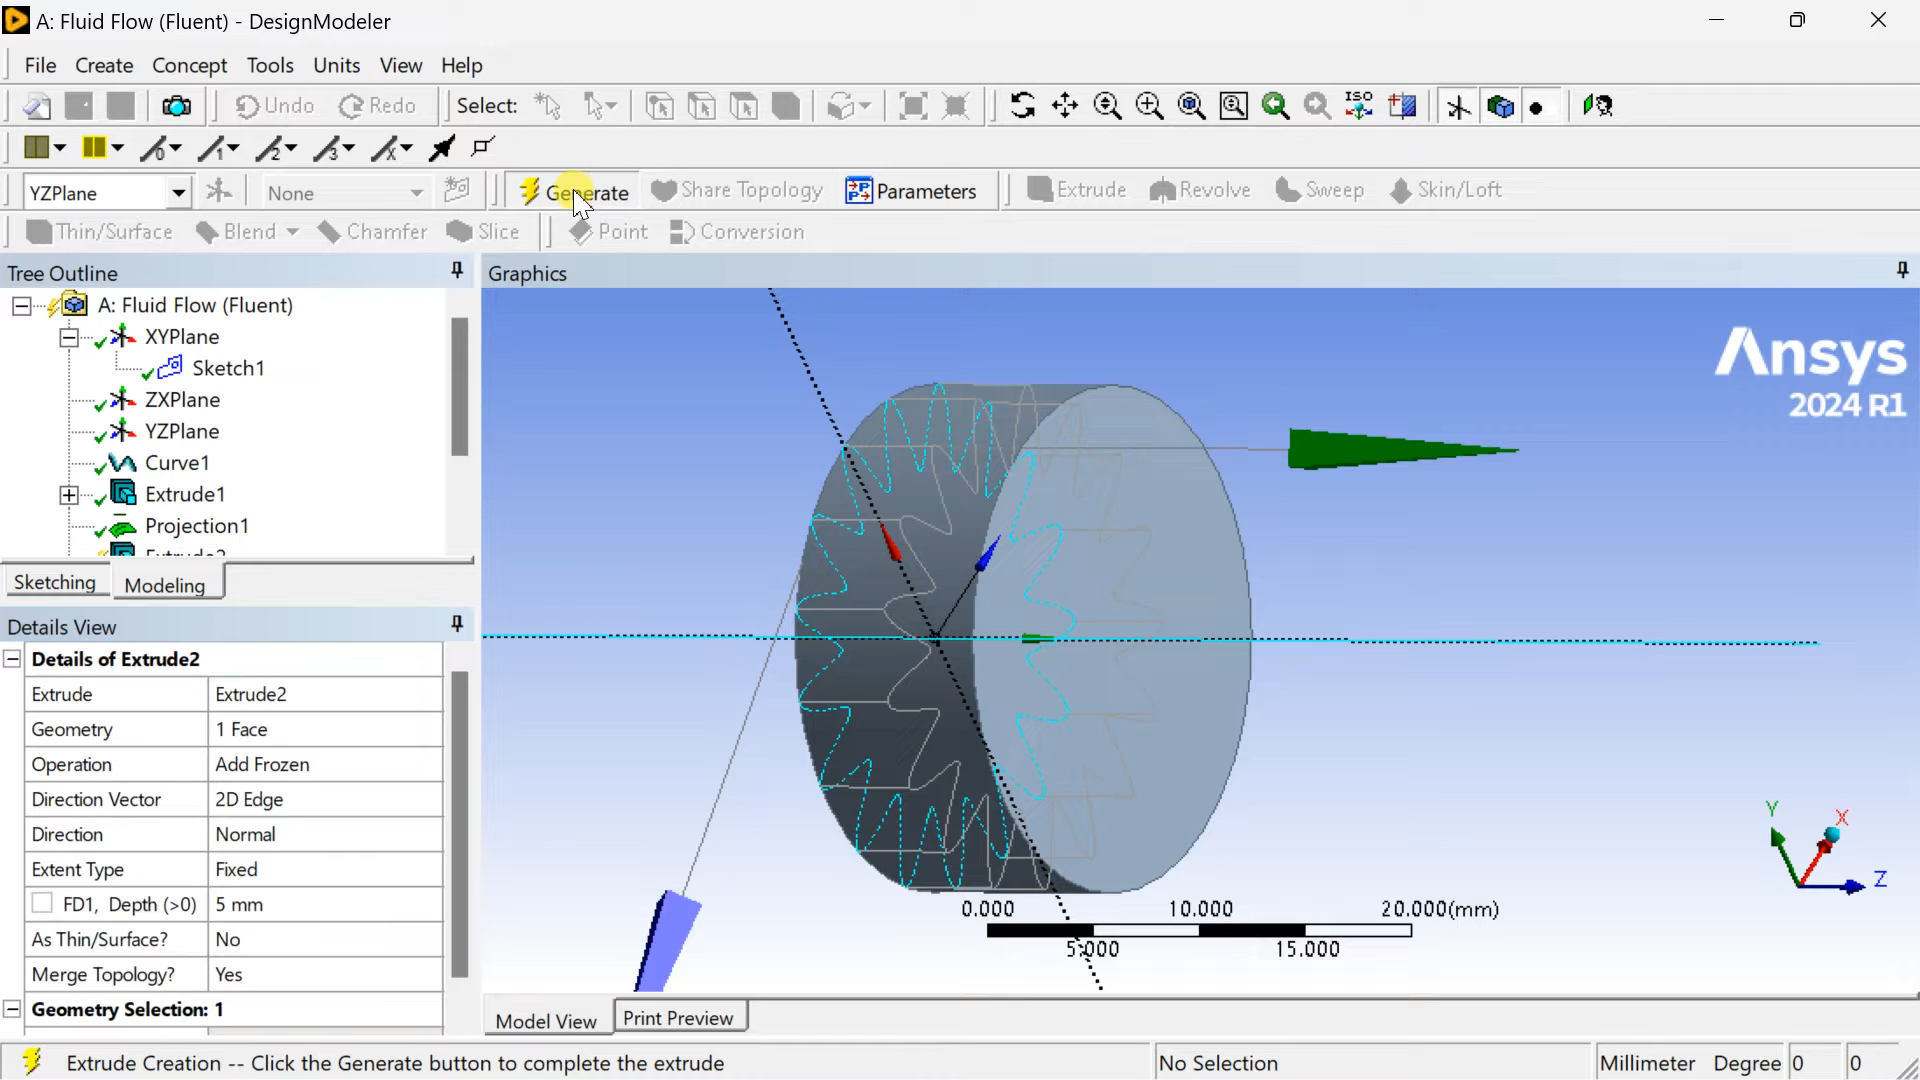 A: Fluid Flow (Fluent) - DesignModeler
File Create Concept Tools Units View Help
Undo Redo Select: ISO
0 1 2 3 x
YZPlane None Generate Share Topology Parameters Extrude Revolve Sweep Skin/Loft
Thin/Surface Blend Chamfer Slice Point Conversion
Tree Outline
Graphics
A: Fluid Flow (Fluent)
XYPlane
Sketch1
ZXPlane
YZPlane
Curve1
Extrude1
Projection1
Extrude2
Sketching Modeling
Details View
Details of Extrude2
Extrude Extrude2
Geometry 1 Face
Operation Add Frozen
Direction Vector 2D Edge
Direction Normal
Extent Type Fixed
FD1, Depth (>0) 5 mm
As Thin/Surface? No
Merge Topology? Yes
Geometry Selection: 1
Ansys
2024 R1
Y X
Z
0.000 10.000 20.000(mm)
5.000 15.000
Model View Print Preview
Extrude Creation -- Click the Generate button to complete the extrude No Selection Millimeter Degree 0 0